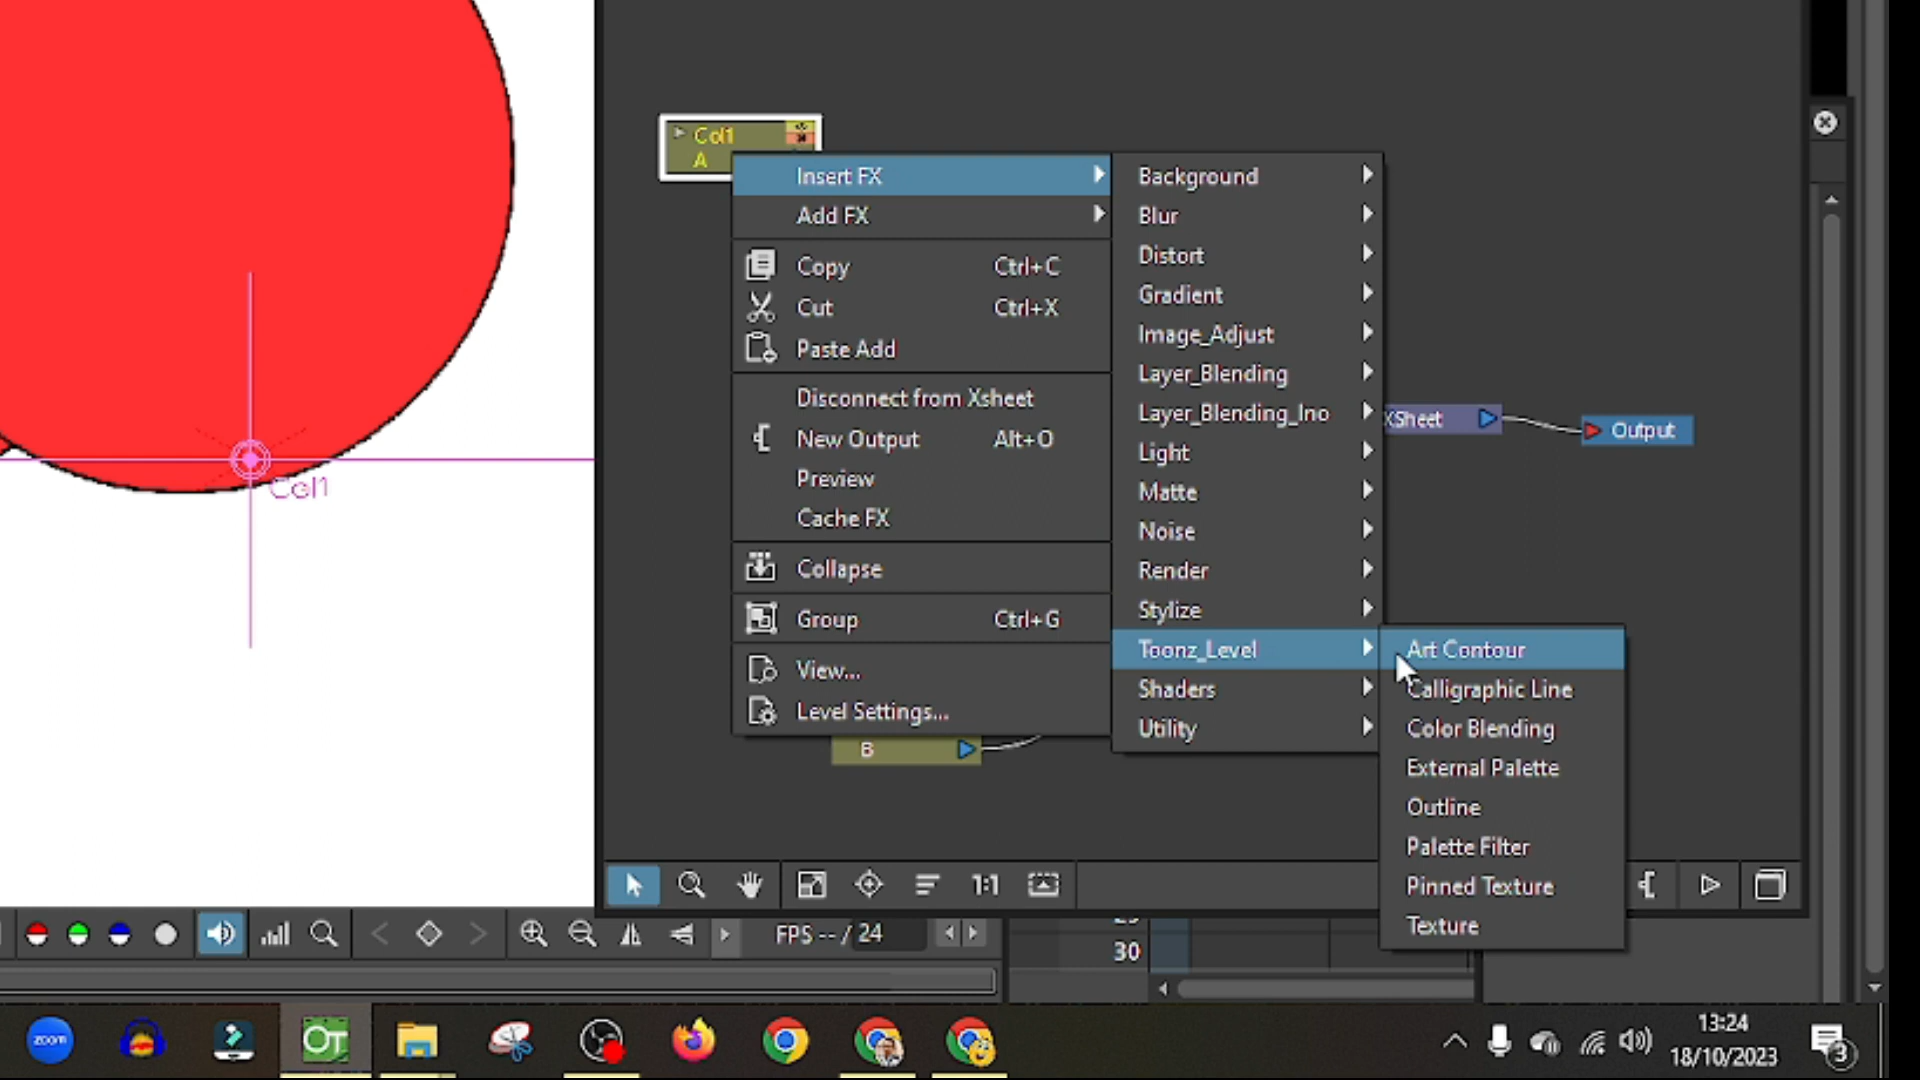 Col1
A
Insert FX
Add FX
Copy Ctrl+C
Cut Ctrl+X
Paste Add
Disconnect from Xsheet
New Output Alt+O
Preview
Cache FX
Collapse
Group Ctrl+G
View...
Level Settings...
Background
Blur
Distort
Gradient
Image_Adjust
Layer_Blending
Layer_Blending_Ino
Light
Matte
Noise
Render
Stylize
Toonz_Level
Shaders
Utility
Art Contour
Calligraphic Line
Color Blending
External Palette
Outline
Palette Filter
Pinned Texture
Texture
XSheet
Output
Col1
B
1:1
FPS -- / 24
30
zoom
OT
13:24
18/10/2023
3